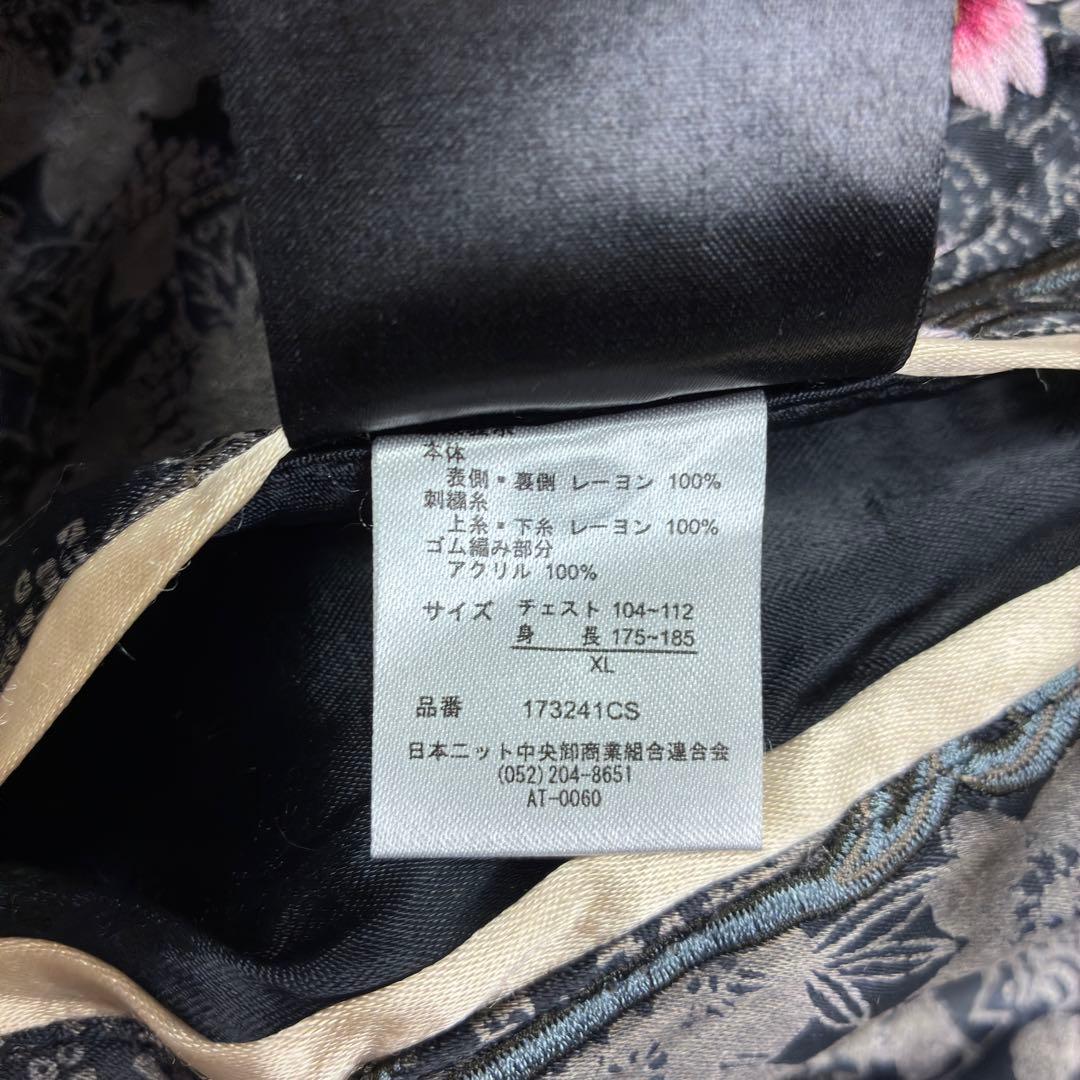 本体
表側・裏側 レーヨン 100%
刺繍糸
上糸・下糸 レーヨン 100%
ゴム編み部分
アクリル 100%
サイズ チェスト 104~112
身 長 175~185
XL
品番 173241CS
日本ニット中央卸商業組合連合会
(052)204-8651
AT-0060